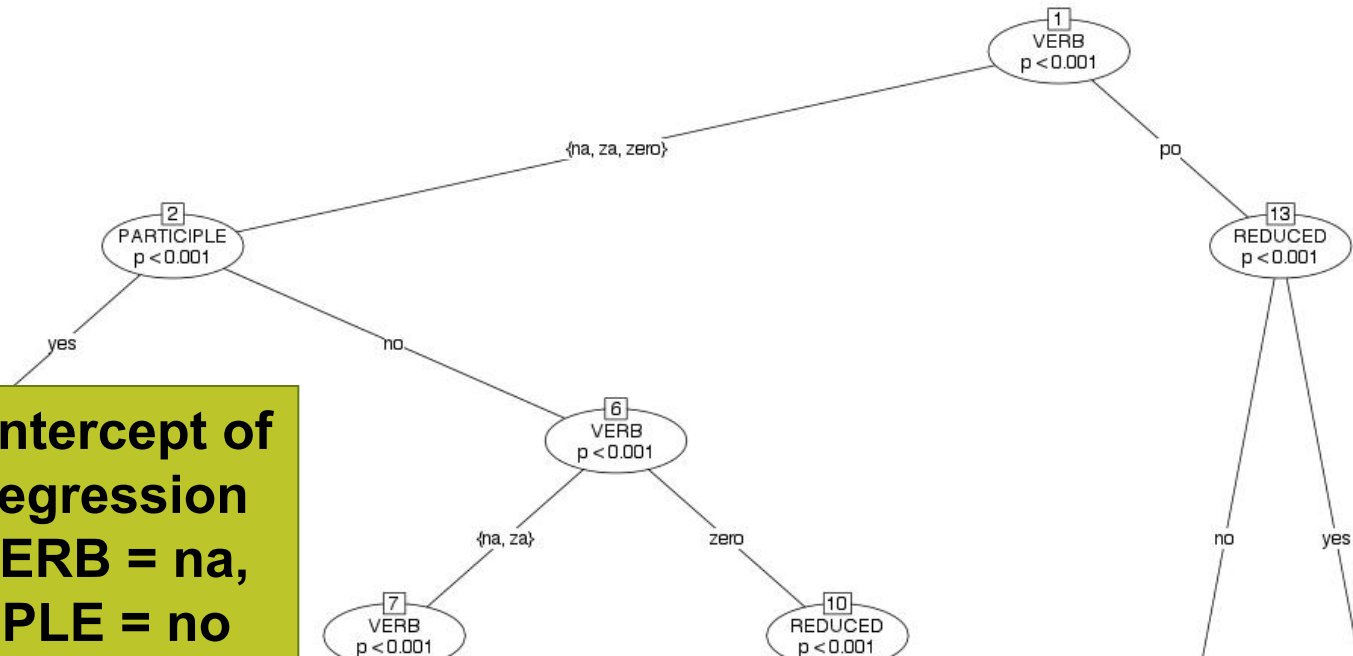 1
VERB
p < 0.001
{na, za, zero}
po
2
PARTICIPLE
p < 0.001
13
REDUCED
p < 0.001
yes
no
6
VERB
p < 0.001
ntercept of
egression
ERB = na,
PLE = no
{na, za}
zero
no
yes
7
VERB
p < 0.001
10
REDUCED
p < 0.001